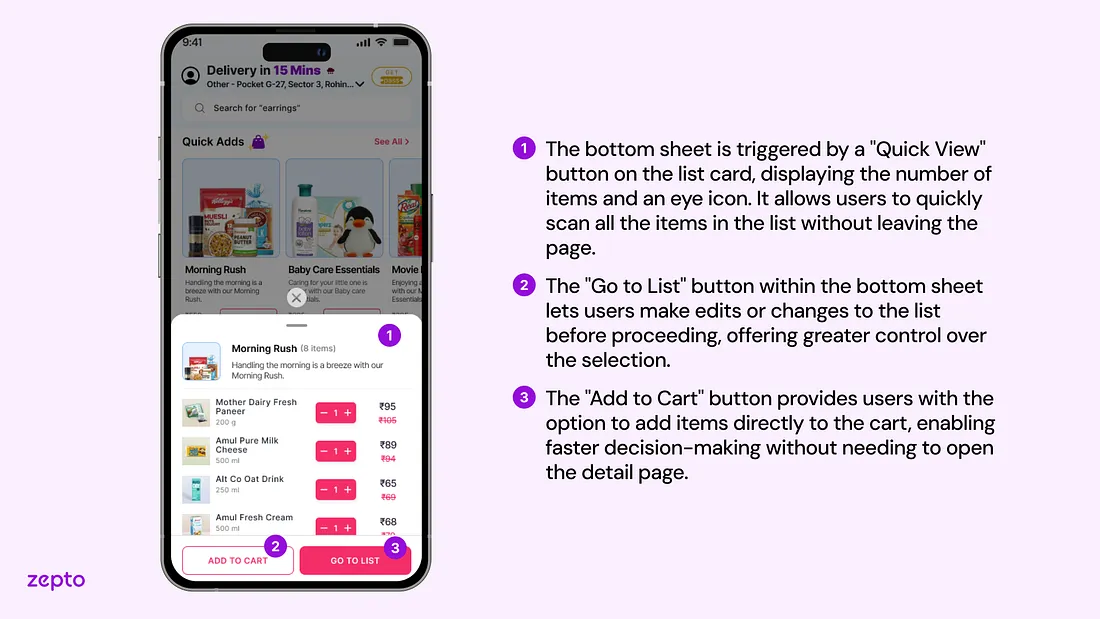 9:41
Delivery in 15 Mins
GET
Other - Pocket G-27, Sector 3, Rohin...
Search for "earrings"
Quick Adds
See All >
MUESLI
PEANUT BUTTER
Morning Rush
Handling the morning is a
breeze with our Morning
Rush.
Baby Care Essentials
Caring for your little one is
with our Baby care
tials.
Movie
Enjoying a
with our M
Essentials
1
Morning Rush (8 items)
Handling the morning is a breeze with our
Morning Rush.
Mother Dairy Fresh
Paneer
200 g
− 1 +
₹95
₹105
Amul Pure Milk
Cheese
500 ml
− 1 +
₹89
₹94
Alt Co Oat Drink
250 ml
− 1 +
₹65
₹69
Amul Fresh Cream
500 ml
− 1 +
₹68
2
ADD TO CART
3
GO TO LIST
zepto
1 The bottom sheet is triggered by a "Quick View"
button on the list card, displaying the number of
items and an eye icon. It allows users to quickly
scan all the items in the list without leaving the
page.
2 The "Go to List" button within the bottom sheet
lets users make edits or changes to the list
before proceeding, offering greater control over
the selection.
3 The "Add to Cart" button provides users with the
option to add items directly to the cart, enabling
faster decision-making without needing to open
the detail page.